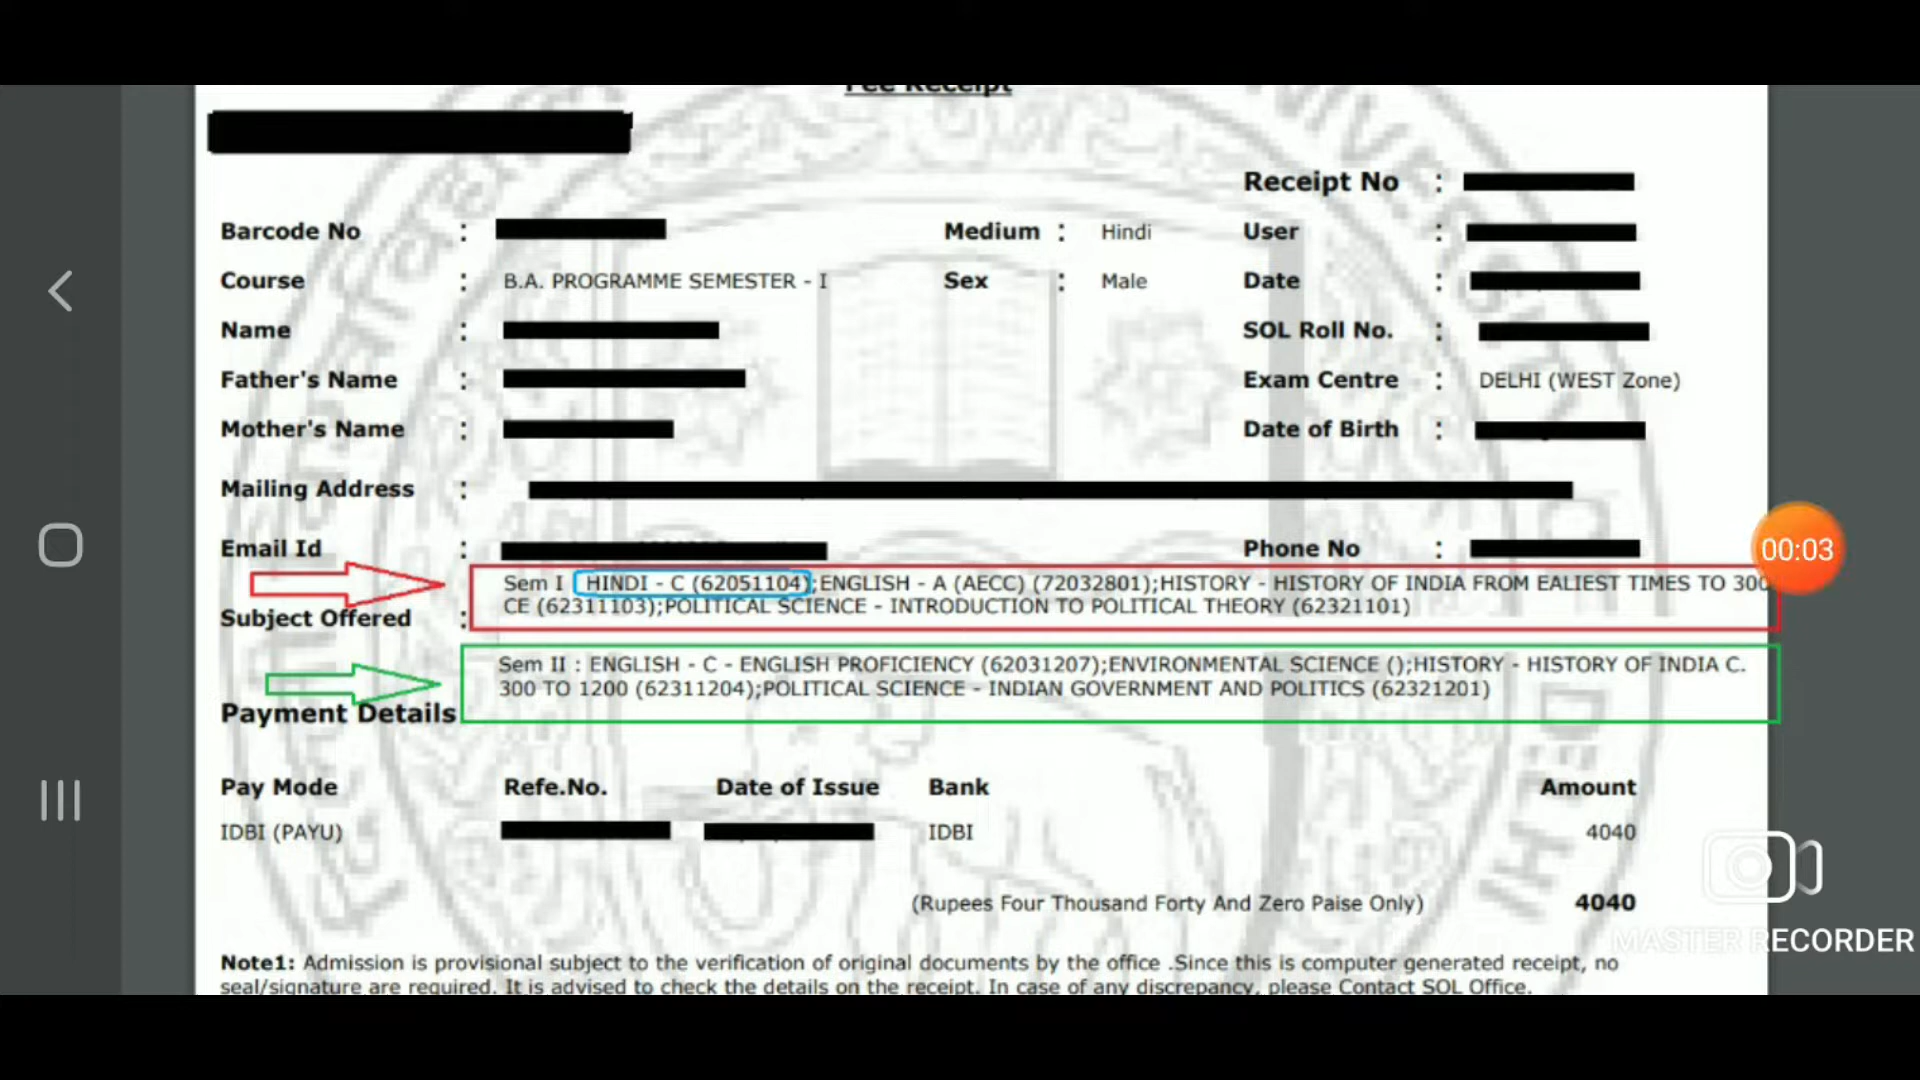 Fee Receipt
Receipt No :
Barcode No : Medium : Hindi User :
Course : B.A. PROGRAMME SEMESTER - I Sex : Male Date :
Name : SOL Roll No. :
Father's Name : Exam Centre : DELHI (WEST Zone)
Mother's Name : Date of Birth :
Mailing Address :
Email Id : Phone No :
00:03
Sem I HINDI - C (62051104);ENGLISH - A (AECC) (72032801);HISTORY - HISTORY OF INDIA FROM EALIEST TIMES TO 300
CE (62311103);POLITICAL SCIENCE - INTRODUCTION TO POLITICAL THEORY (62321101)
Subject Offered :
Sem II : ENGLISH - C - ENGLISH PROFICIENCY (62031207);ENVIRONMENTAL SCIENCE ();HISTORY - HISTORY OF INDIA C.
300 TO 1200 (62311204);POLITICAL SCIENCE - INDIAN GOVERNMENT AND POLITICS (62321201)
Payment Details
Pay Mode Refe.No. Date of Issue Bank Amount
IDBI (PAYU) IDBI 4040
(Rupees Four Thousand Forty And Zero Paise Only) 4040
MASTER RECORDER
Note1: Admission is provisional subject to the verification of original documents by the office .Since this is computer generated receipt, no
seal/signature are required. It is advised to check the details on the receipt. In case of any discrepancy, please Contact SOL Office.